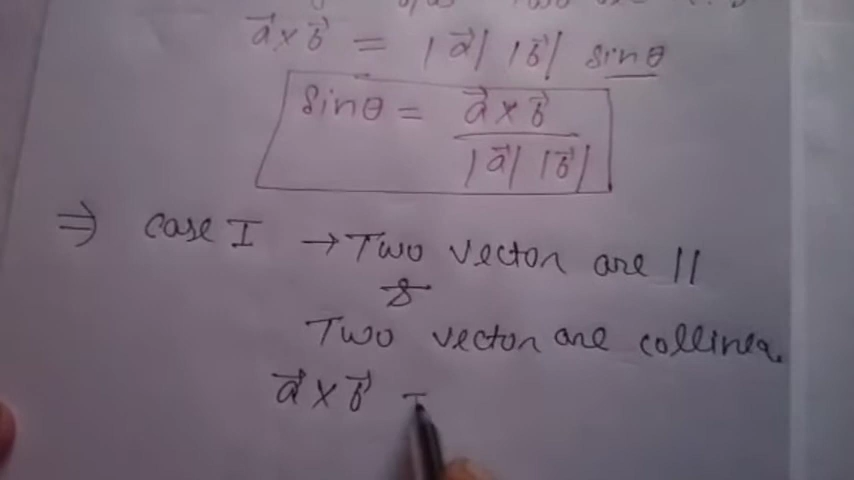 a⃗ × b⃗ = |a⃗| |b⃗| sinθ
sinθ = a⃗ × b⃗ / |a⃗| |b⃗|
⇒ case I → Two vector are ||
&
Two vector are collinea
a⃗ × b⃗